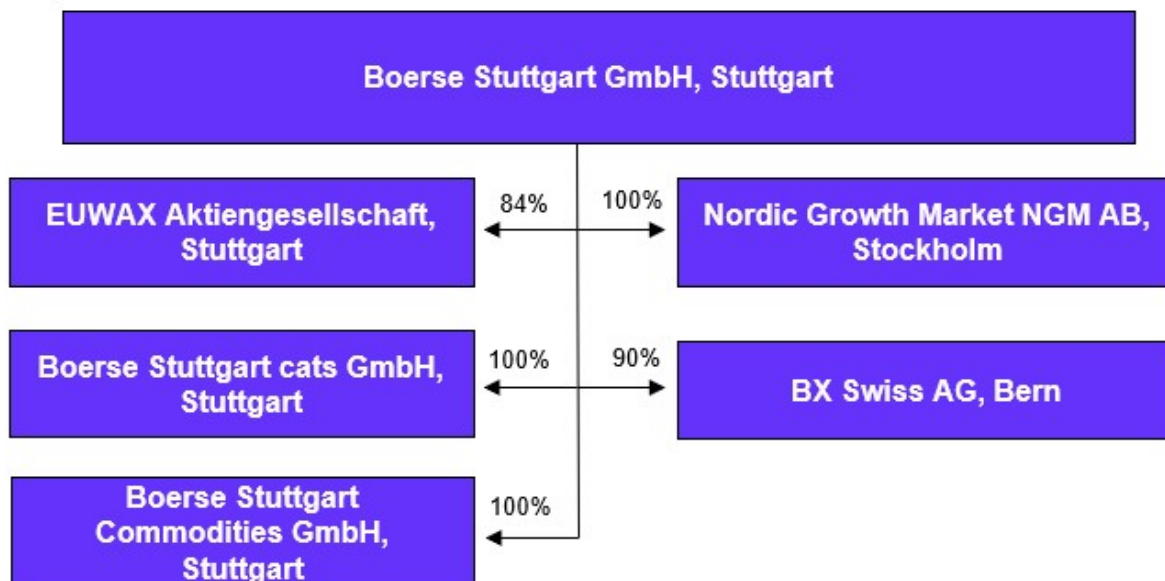 Boerse Stuttgart GmbH, Stuttgart
EUWAX Aktiengesellschaft,
Stuttgart
84%
100%
Nordic Growth Market NGM AB,
Stockholm
Boerse Stuttgart cats GmbH,
Stuttgart
100%
90%
BX Swiss AG, Bern
Boerse Stuttgart
Commodities GmbH,
Stuttgart
100%